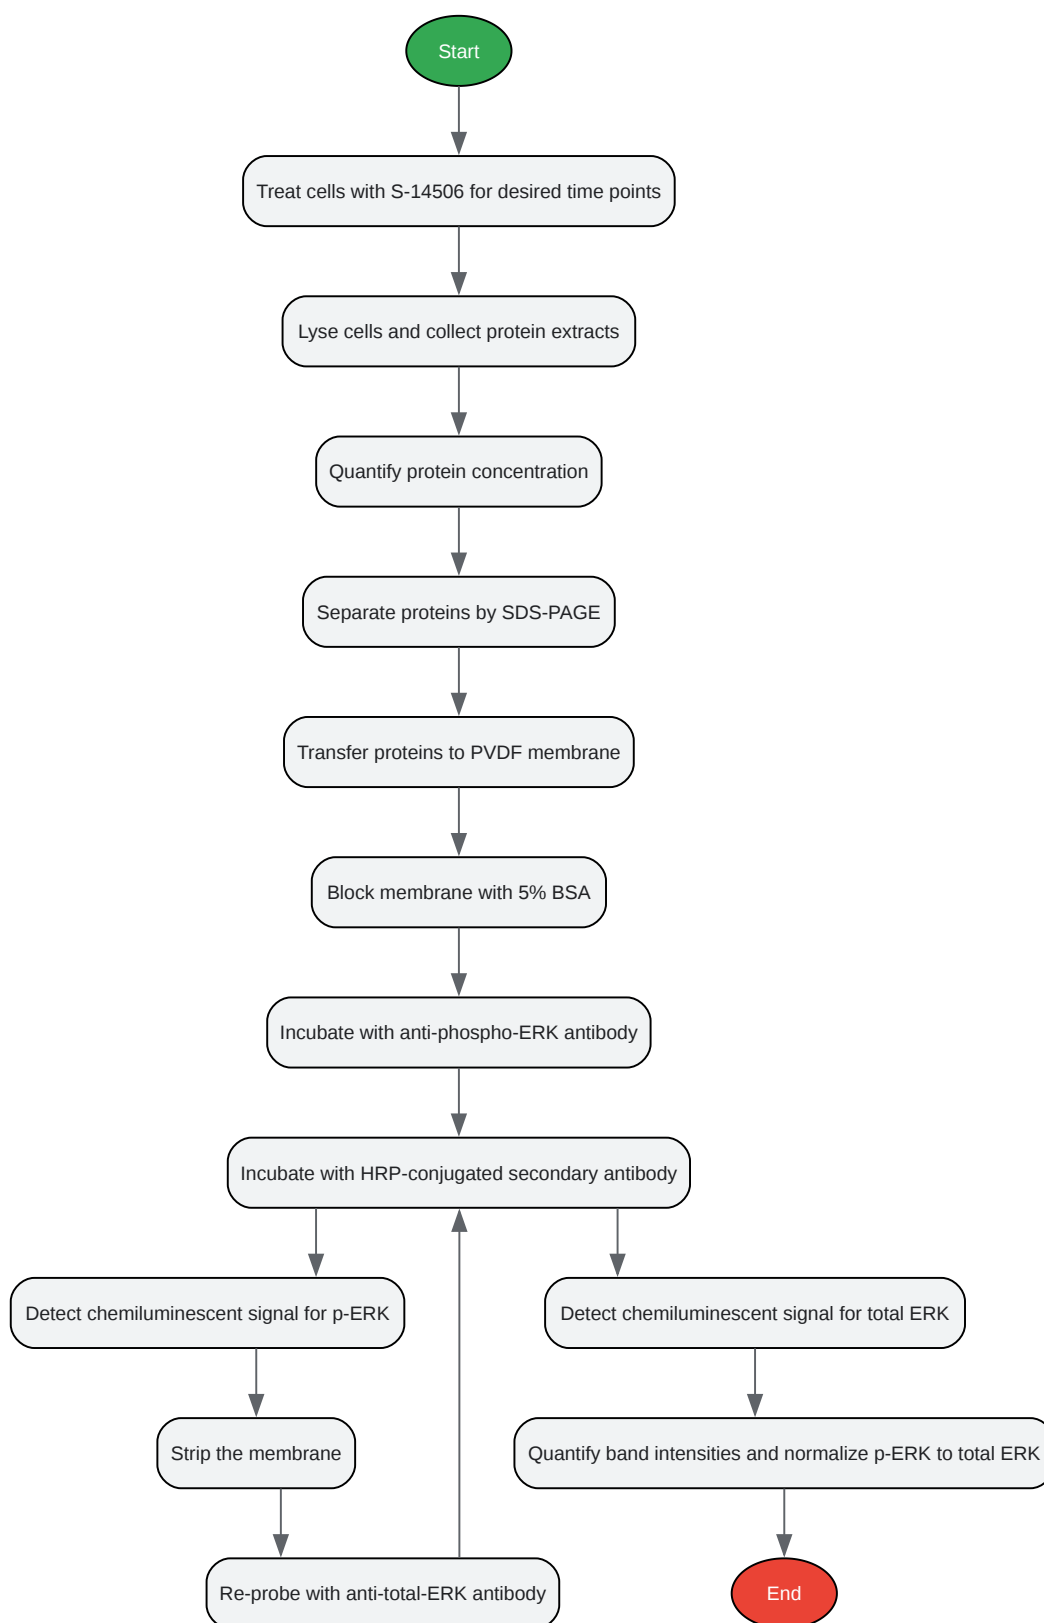 Start
Treat cells with S-14506 for desired time points
Lyse cells and collect protein extracts
Quantify protein concentration
Separate proteins by SDS-PAGE
Transfer proteins to PVDF membrane
Block membrane with 5% BSA
Incubate with anti-phospho-ERK antibody
Incubate with HRP-conjugated secondary antibody
Detect chemiluminescent signal for p-ERK
Detect chemiluminescent signal for total ERK
Strip the membrane
Quantify band intensities and normalize p-ERK to total ERK
Re-probe with anti-total-ERK antibody
End